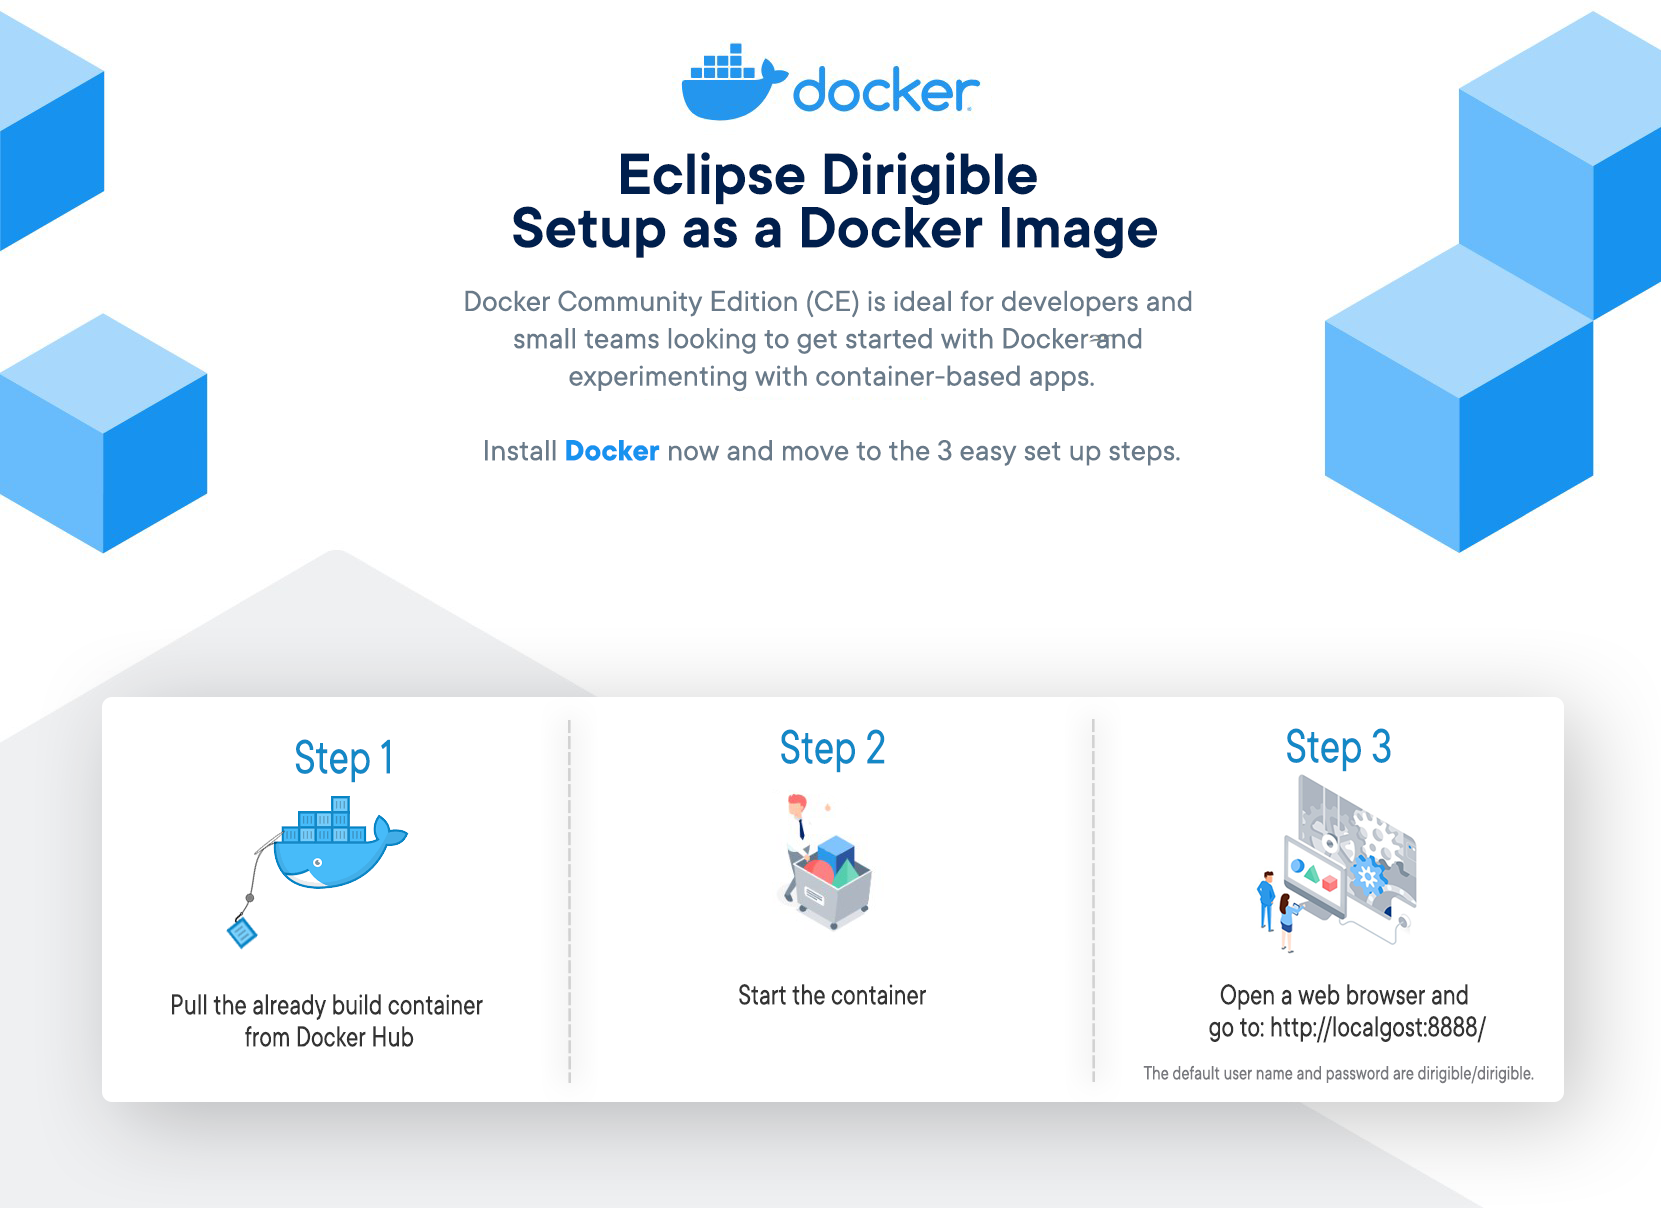 docker
Eclipse Dirigible
Setup as a Docker Image
Docker Community Edition (CE) is ideal for developers and
small teams looking to get started with Docker and
experimenting with container-based apps.
Install Docker now and move to the 3 easy set up steps.
Step 1
Pull the already build container
from Docker Hub
Step 2
Start the container
Step 3
Open a web browser and
go to: http://localgost:8888/
The default user name and password are dirigible/dirigible.